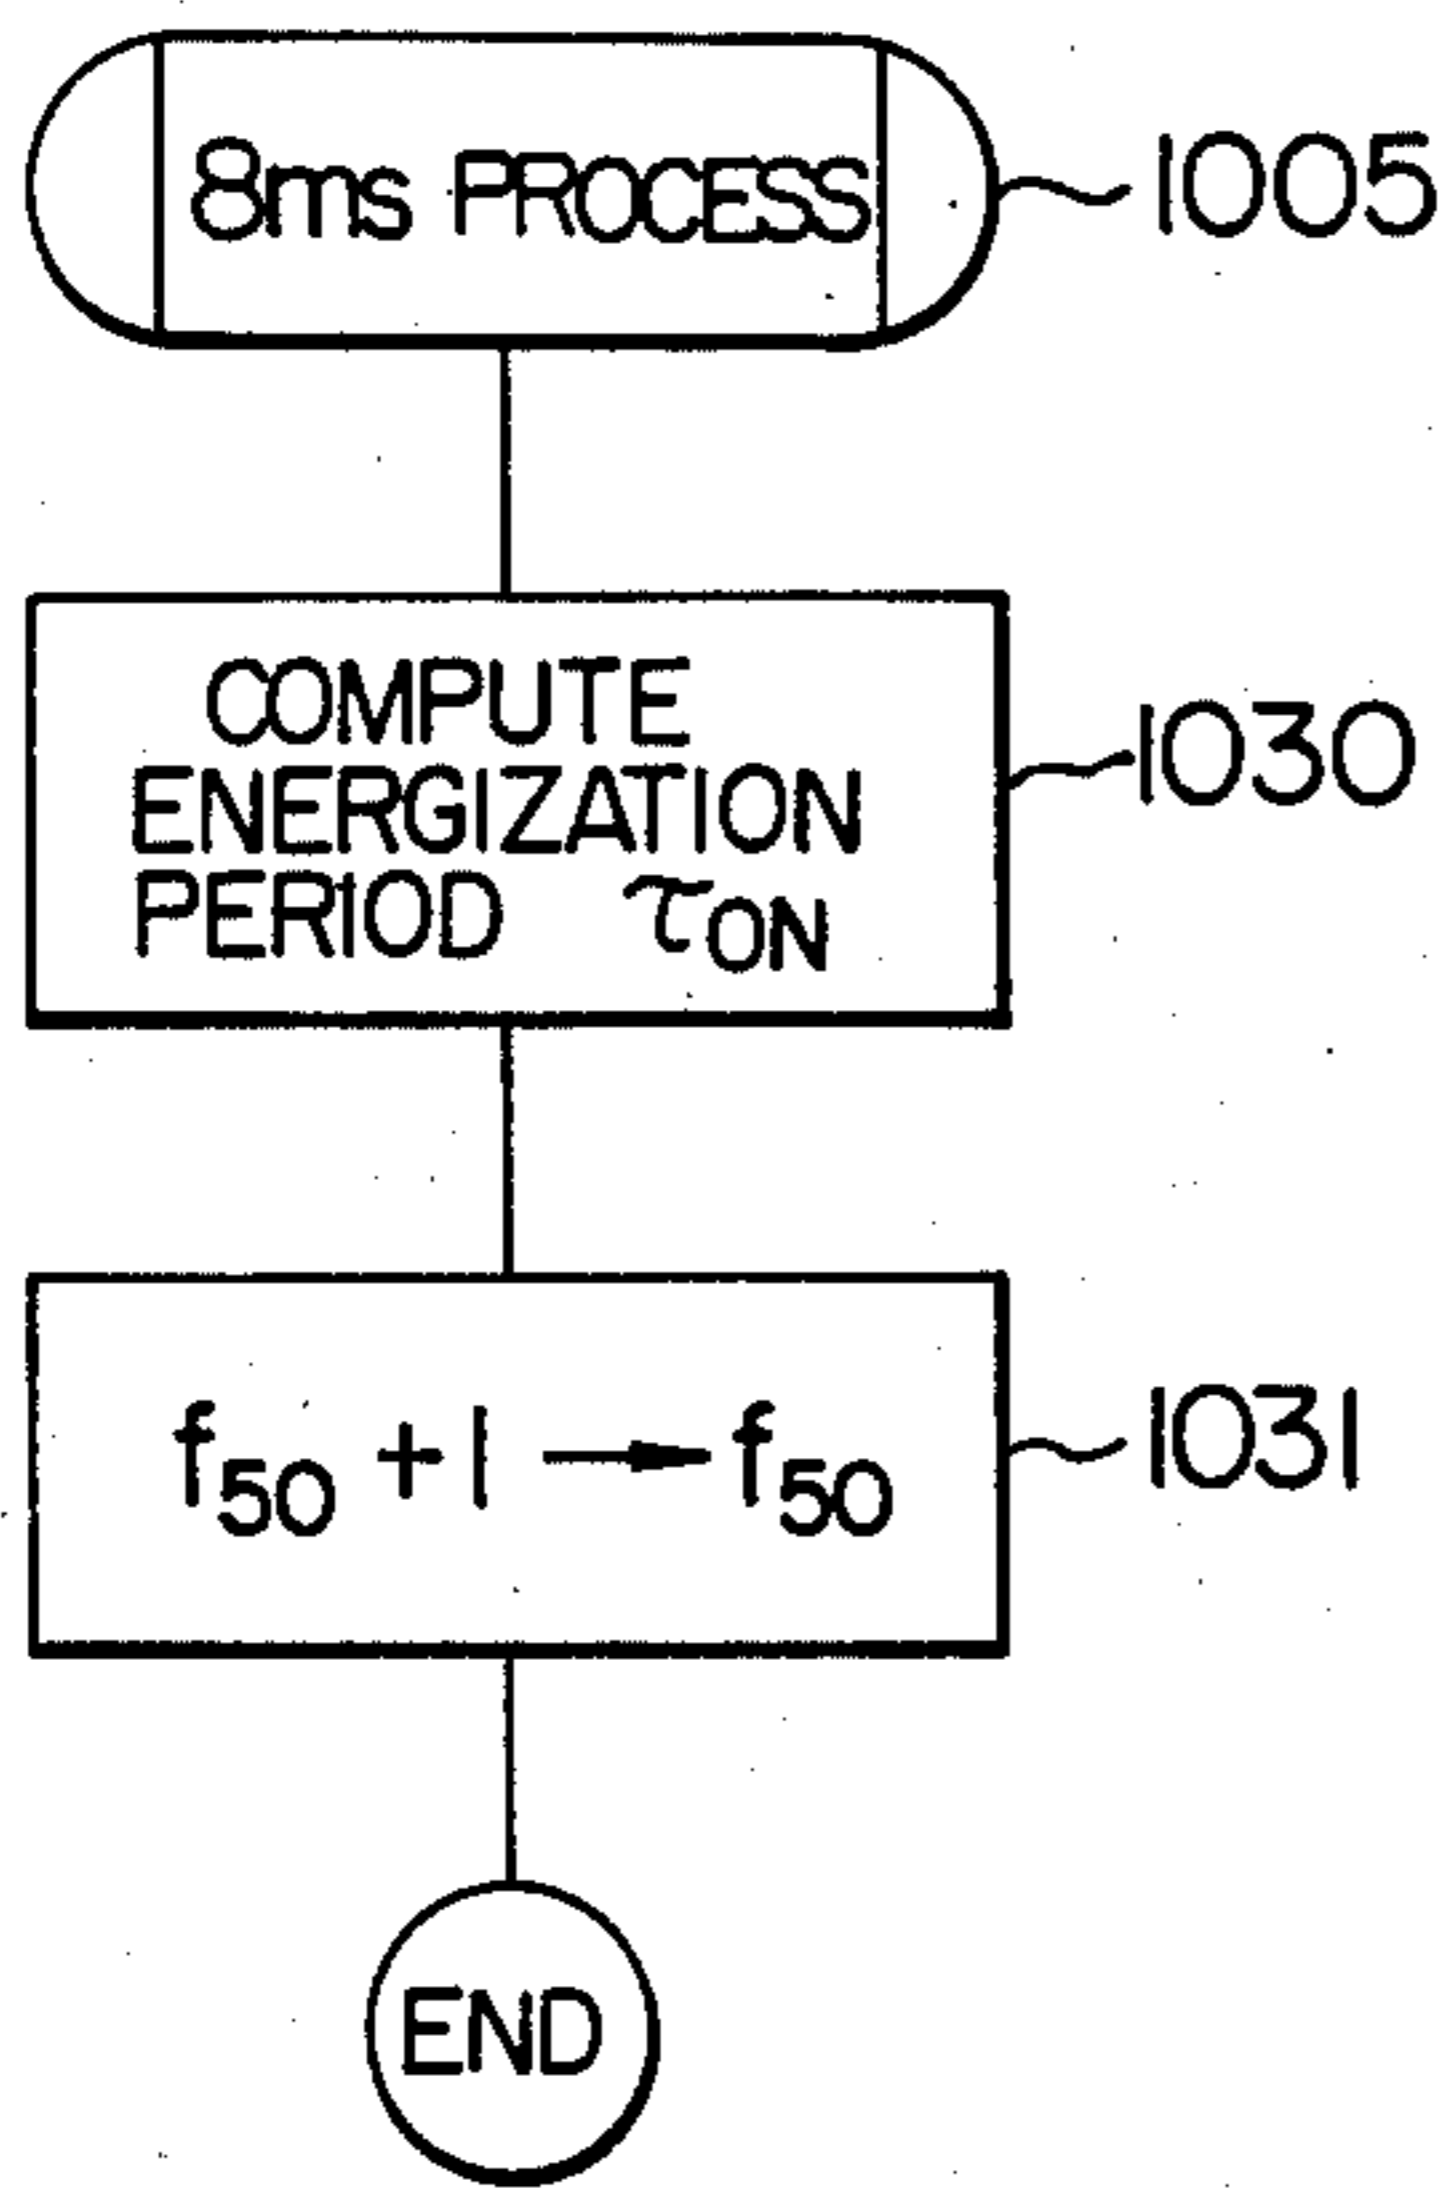 8ms PROCESS
1005
COMPUTE
ENERGIZATION
PERIOD τON
1030
f50 + 1 → f50
1031
END